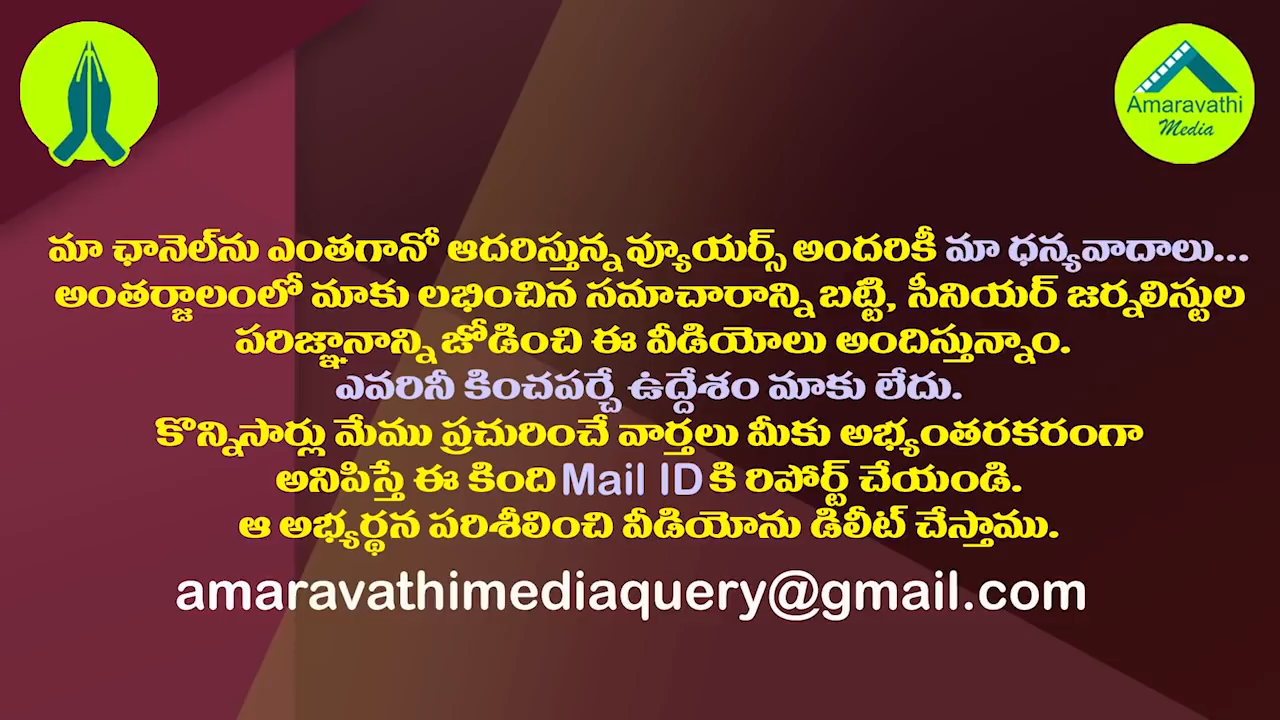 Amaravathi
Media
మా ఛానెల్‌ను ఎంతగానో ఆదరిస్తున్న వ్యూయర్స్ అందరికీ మా ధన్యవాదాలు...
అంతర్జాలంలో మాకు లభించిన సమాచారాన్ని బట్టి, సీనియర్ జర్నలిస్టుల
పరిజ్ఞానాన్ని జోడించి ఈ వీడియోలు అందిస్తున్నాం.
ఎవరినీ కించపర్చే ఉద్దేశం మాకు లేదు.
కొన్నిసార్లు మేము ప్రచురించే వార్తలు మీకు అభ్యంతరకరంగా
అనిపిస్తే ఈ కింది Mail ID కి రిపోర్ట్ చేయండి.
ఆ అభ్యర్థన పరిశీలించి వీడియోను డిలీట్ చేస్తాము.
amaravathimediaquery@gmail.com